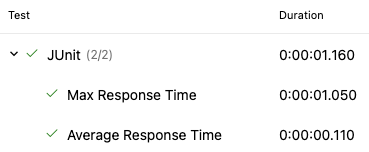 Test Duration
JUnit (2/2) 0:00:01.160
Max Response Time 0:00:01.050
Average Response Time 0:00:00.110